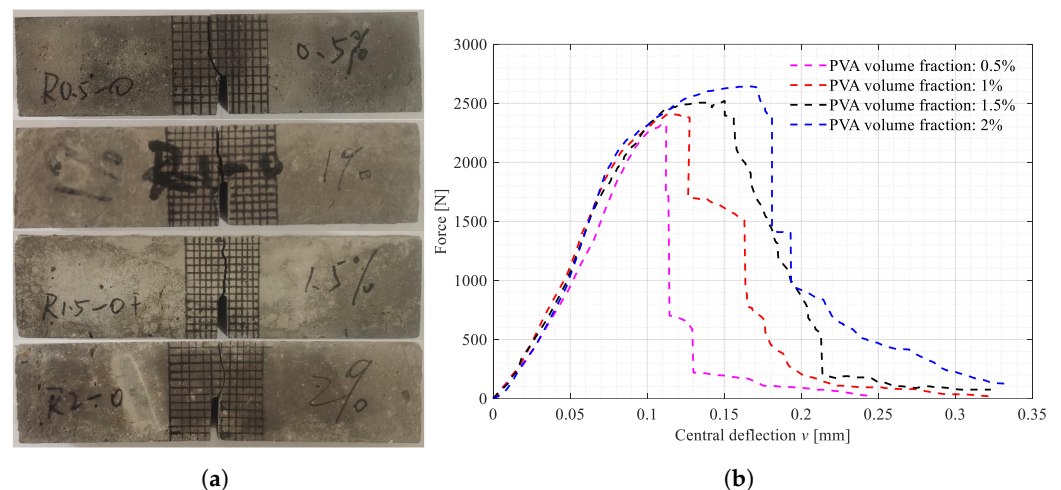 0.5%
R0.5-0
1%
R1-0
1%
1.5%
R1.5-0+
2%
R2-0
(a)
3000
2500
2000
1500
1000
500
0
Force [N]
0
0.05
0.1
0.15
0.2
0.25
0.3
0.35
Central deflection v [mm]
PVA volume fraction: 0.5%
PVA volume fraction: 1%
PVA volume fraction: 1.5%
PVA volume fraction: 2%
(b)